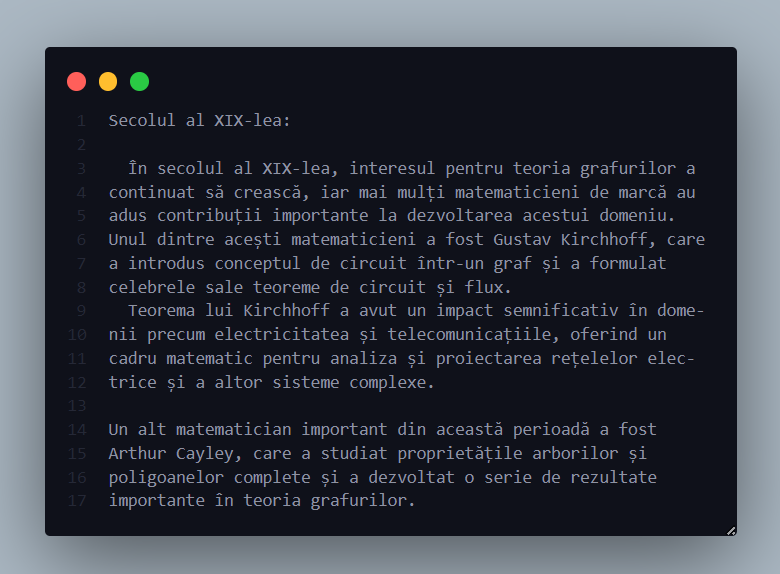 1 Secolul al XIX-lea:
2
3 În secolul al XIX-lea, interesul pentru teoria grafurilor a
4 continuat să crească, iar mai mulți matematicieni de marcă au
5 adus contribuții importante la dezvoltarea acestui domeniu.
6 Unul dintre acești matematicieni a fost Gustav Kirchhoff, care
7 a introdus conceptul de circuit într-un graf și a formulat
8 celebrele sale teoreme de circuit și flux.
9 Teorema lui Kirchhoff a avut un impact semnificativ în dome-
10 nii precum electricitatea și telecomunicațiile, oferind un
11 cadru matematic pentru analiza și proiectarea rețelelor elec-
12 trice și a altor sisteme complexe.
13
14 Un alt matematician important din această perioadă a fost
15 Arthur Cayley, care a studiat proprietățile arborilor și
16 poligoanelor complete și a dezvoltat o serie de rezultate
17 importante în teoria grafurilor.